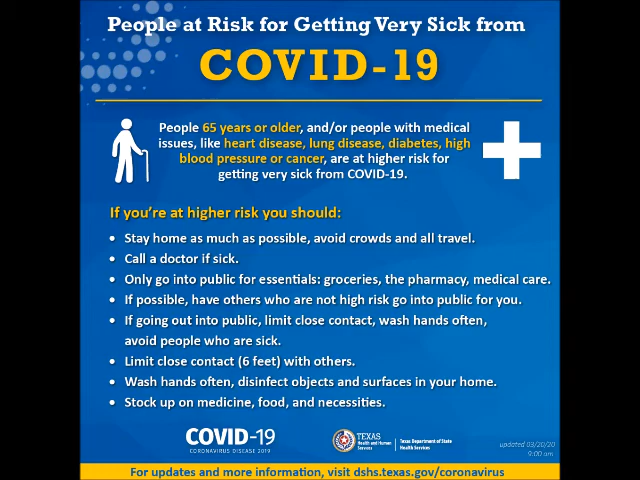 People at Risk for Getting Very Sick from
COVID-19
People 65 years or older, and/or people with medical
issues, like heart disease, lung disease, diabetes, high
blood pressure or cancer, are at higher risk for
getting very sick from COVID-19.
If you're at higher risk you should:
• Stay home as much as possible, avoid crowds and all travel.
• Call a doctor if sick.
• Only go into public for essentials: groceries, the pharmacy, medical care.
• If possible, have others who are not high risk go into public for you.
• If going out into public, limit close contact, wash hands often,
avoid people who are sick.
• Limit close contact (6 feet) with others.
• Wash hands often, disinfect objects and surfaces in your home.
• Stock up on medicine, food, and necessities.
COVID-19
CORONAVIRUS DISEASE 2019
TEXAS
Health and Human
Services
Texas Department of State
Health Services
updated 03/20/20
9:00 am
For updates and more information, visit dshs.texas.gov/coronavirus